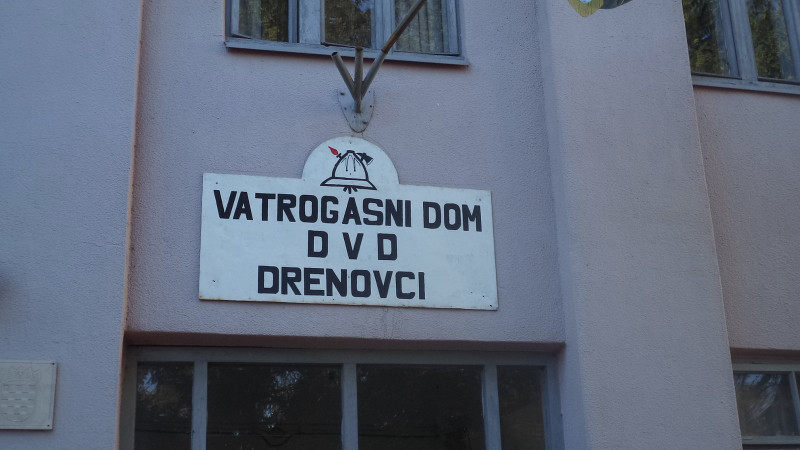 VATROGASNI DOM
D V D
DRENOVCI